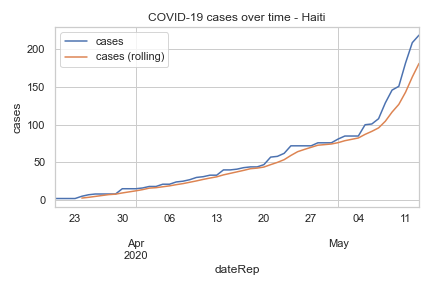 COVID-19 cases over time - Haiti
cases
cases (rolling)
200
150
100
50
0
cases
23 30 06 13 20 27 04 11
Apr May
2020
dateRep